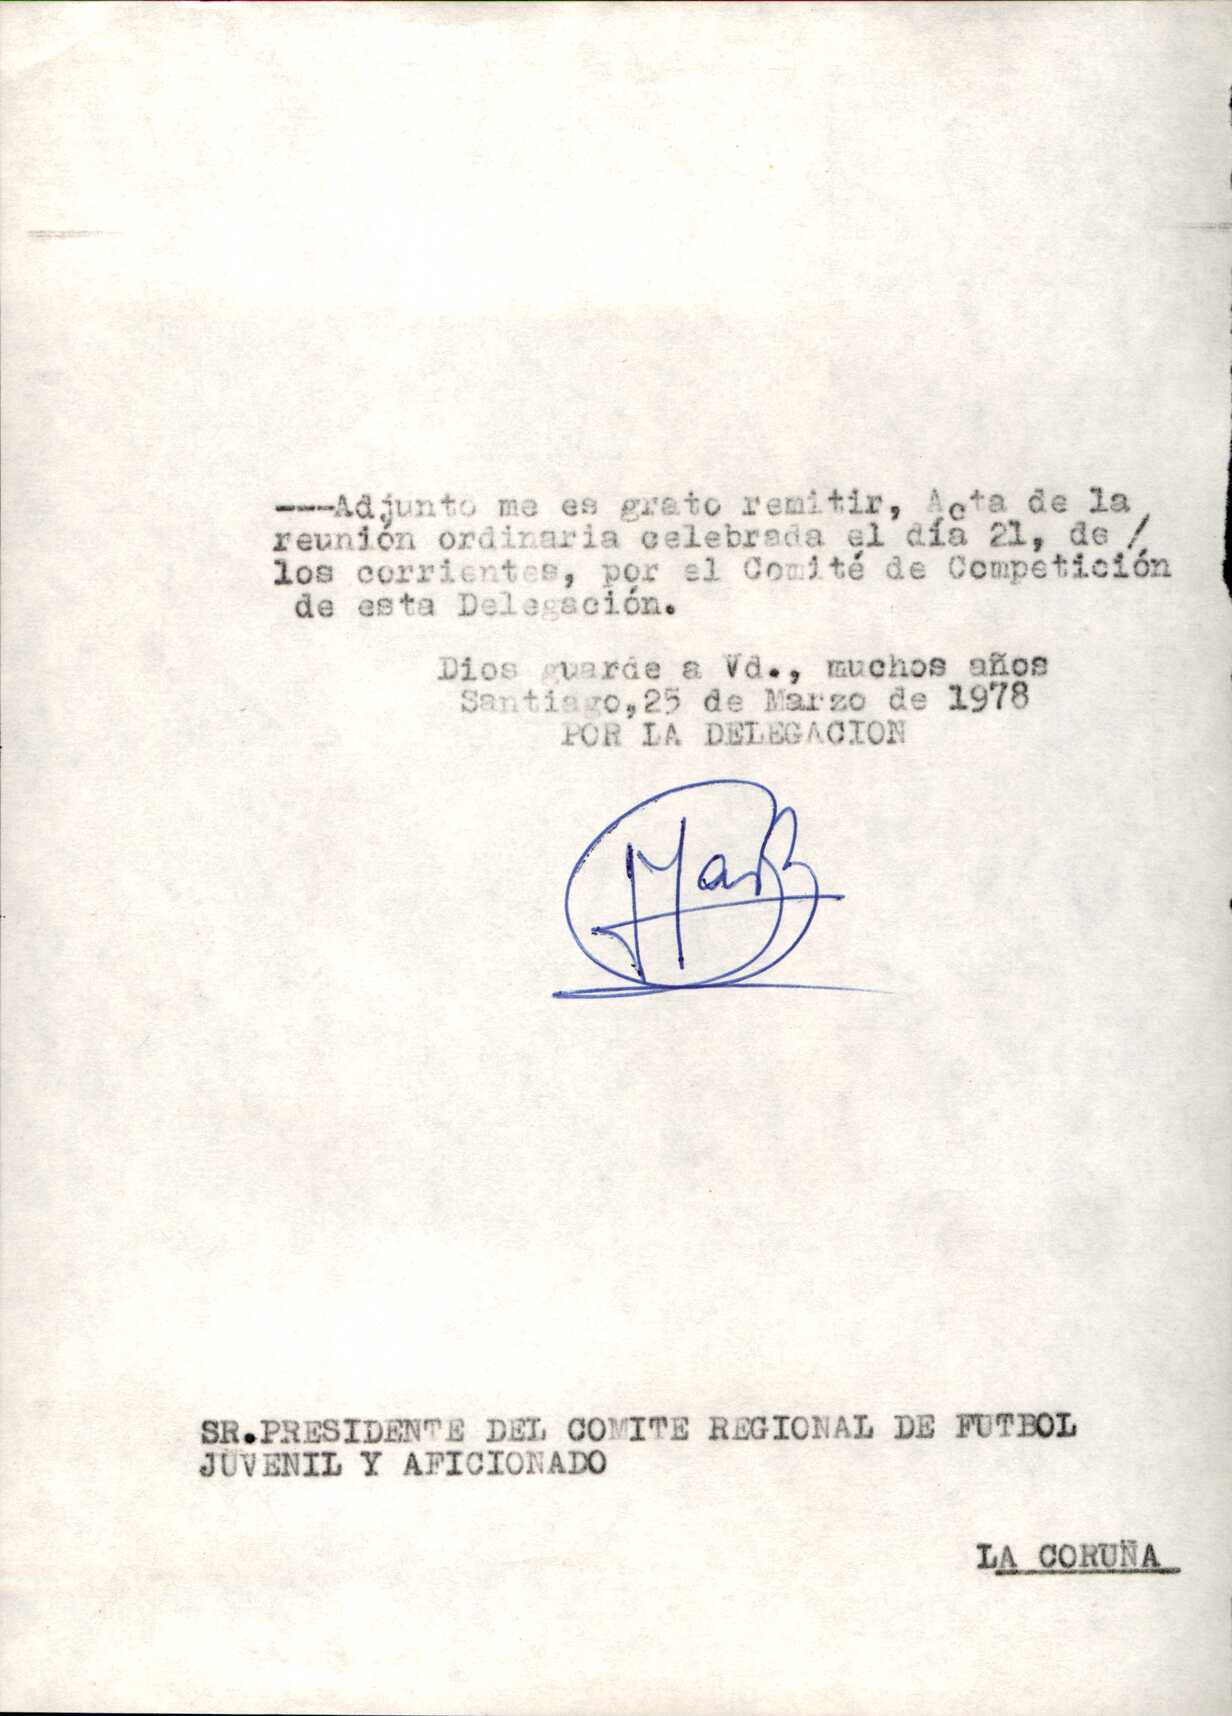 ---Adjunto me es grato remitir, Acta de la
reunión ordinaria celebrada el día 21, de /
los corrientes, por el Comité de Competición
de esta Delegación.
Dios guarde a Vd., muchos años
Santiago,25 de Marzo de 1978
POR LA DELEGACION
SR.PRESIDENTE DEL COMITE REGIONAL DE FUTBOL
JUVENIL Y AFICIONADO
LA CORUÑA